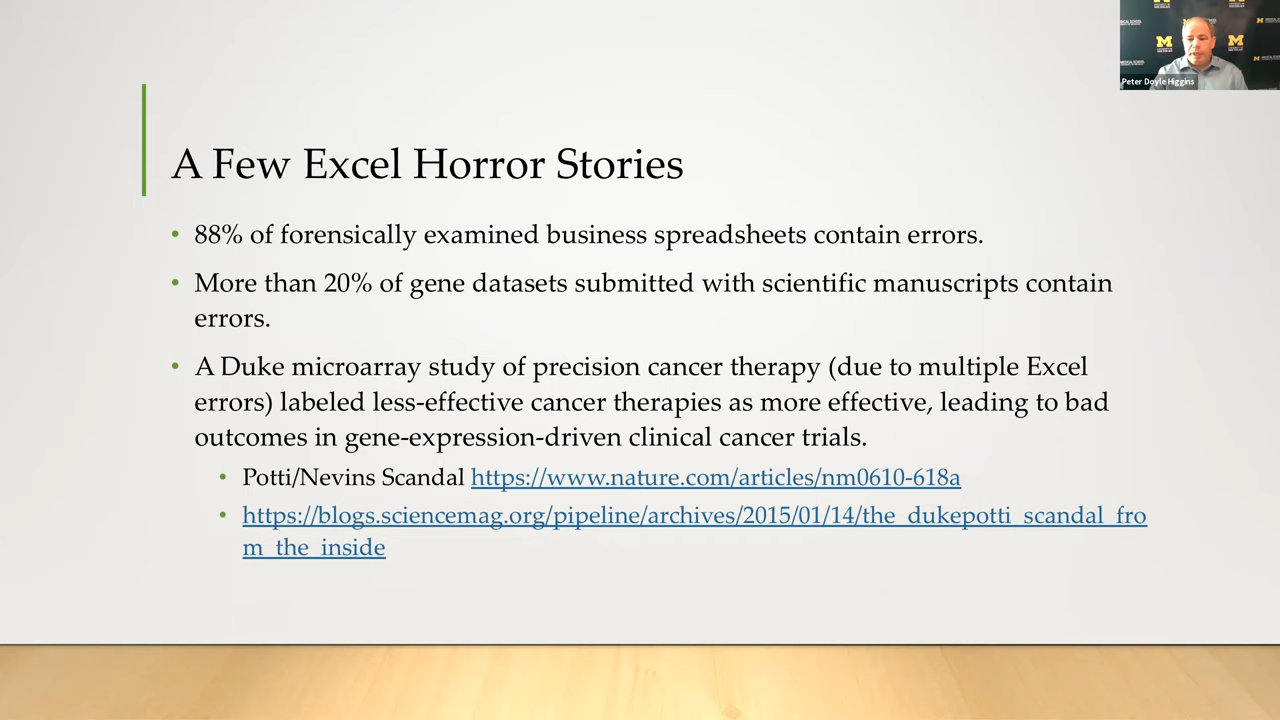 A Few Excel Horror Stories
• 88% of forensically examined business spreadsheets contain errors.
• More than 20% of gene datasets submitted with scientific manuscripts contain
errors.
• A Duke microarray study of precision cancer therapy (due to multiple Excel
errors) labeled less-effective cancer therapies as more effective, leading to bad
outcomes in gene-expression-driven clinical cancer trials.
• Potti/Nevins Scandal https://www.nature.com/articles/nm0610-618a
• https://blogs.sciencemag.org/pipeline/archives/2015/01/14/the_dukepotti_scandal_fro
m_the_inside
M
M
Peter Doyle Higgins